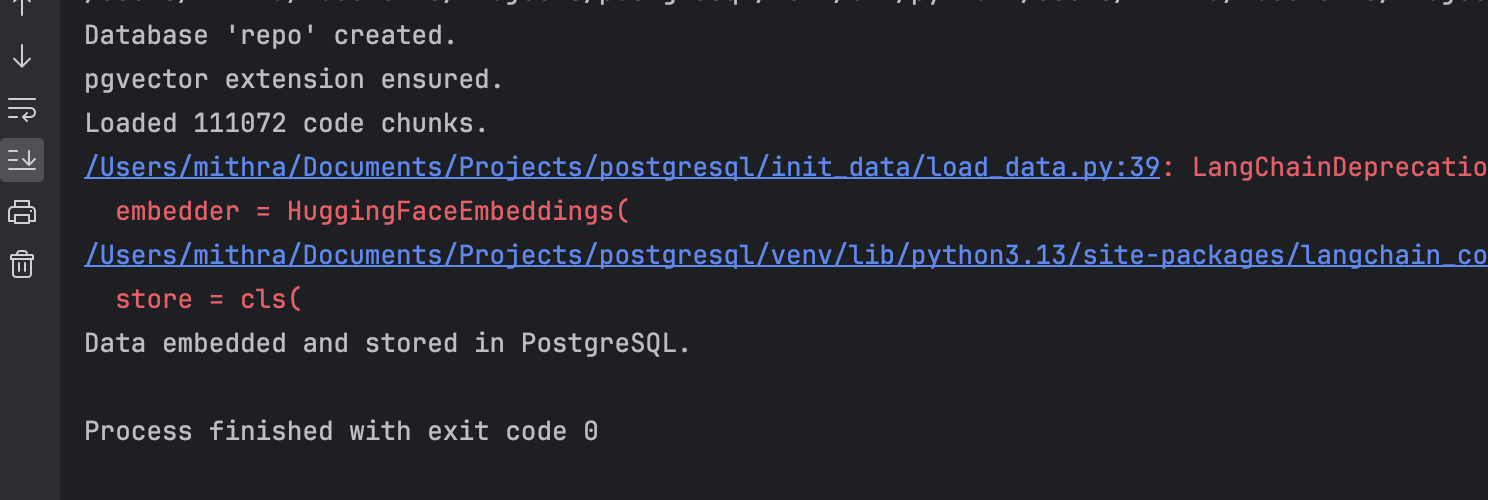 Database 'repo' created.
pgvector extension ensured.
Loaded 111072 code chunks.
/Users/mithra/Documents/Projects/postgresql/init_data/load_data.py:39: LangChainDeprecatio
  embedder = HuggingFaceEmbeddings(
/Users/mithra/Documents/Projects/postgresql/venv/lib/python3.13/site-packages/langchain_co
  store = cls(
Data embedded and stored in PostgreSQL.
Process finished with exit code 0